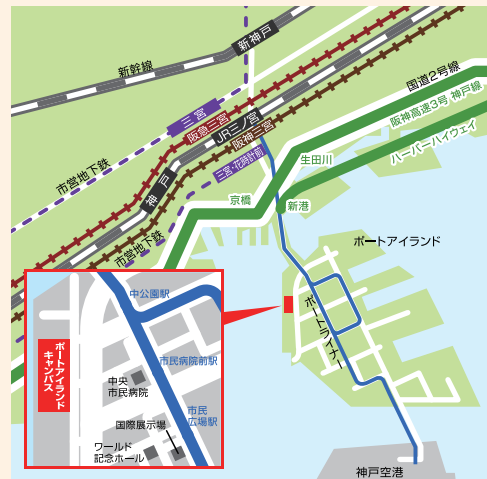 新神戸
新幹線
国道2号線
三宮
阪急三宮
JR三ノ宮
阪神三宮
阪神高速3号 神戸線
ハーバーハイウェイ
生田川
三宮・花時計前
市営地下鉄
神戸
京橋
新港
市営地下鉄
ポートアイランド
ポートライナー
中公園駅
ポートアイランド
キャンパス
市民病院前駅
中央
市民病院
市民
広場駅
国際展示場
ワールド
記念ホール
神戸空港